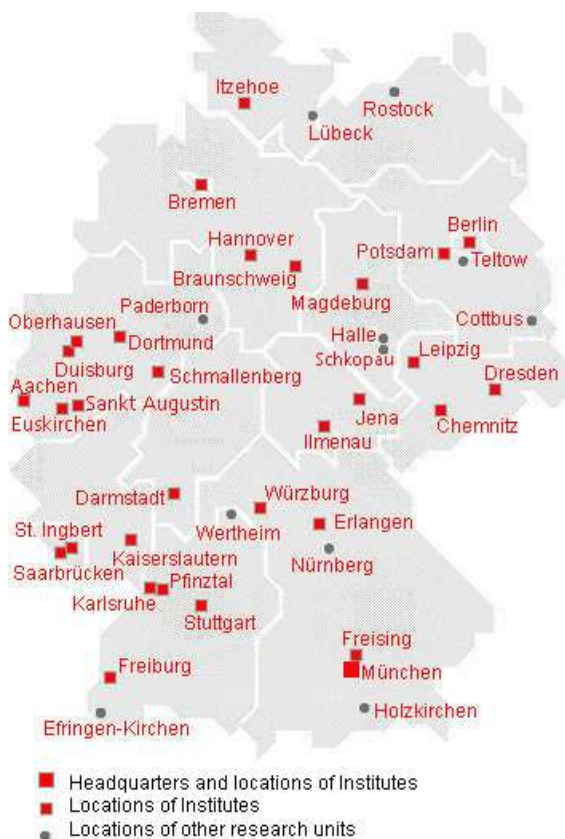 Itzehoe
Rostock
Lübeck
Bremen
Hannover
Berlin
Potsdam
Teltow
Braunschweig
Magdeburg
Paderborn
Oberhausen
Dortmund
Halle
Cottbus
Schkopau
Leipzig
Duisburg
Schmallenberg
Dresden
Aachen
Sankt Augustin
Jena
Euskirchen
Ilmenau
Chemnitz
Darmstadt
Würzburg
St. Ingbert
Wertheim
Erlangen
Kaiserslautern
Nürnberg
Saarbrücken
Pfinztal
Karlsruhe
Stuttgart
Freising
Freiburg
München
Holzkirchen
Efringen-Kirchen
Headquarters and locations of Institutes
Locations of Institutes
Locations of other research units